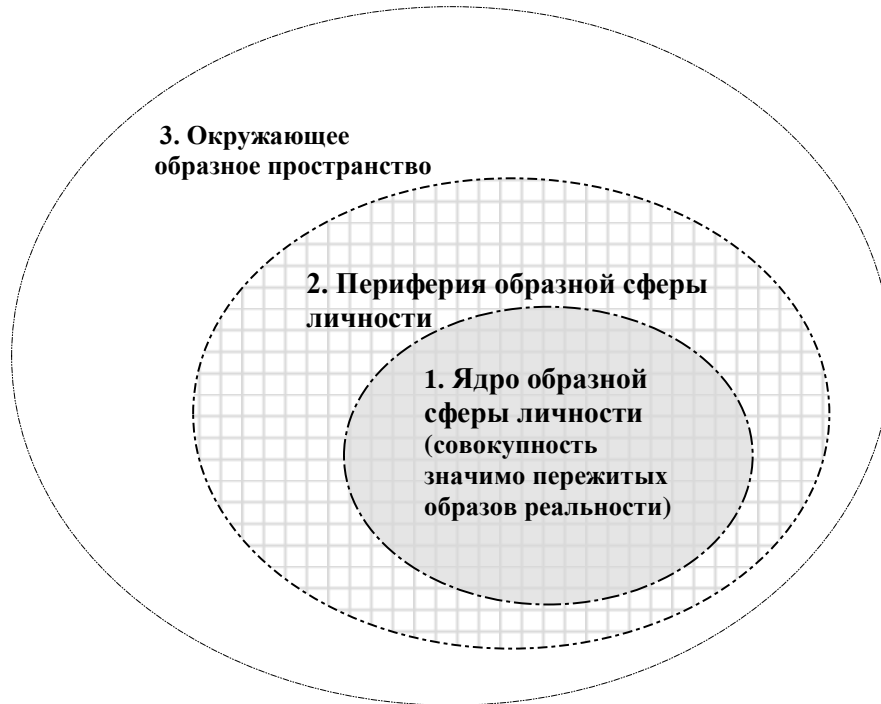 3. Окружающее
образное пространство
2. Периферия образной сферы
личности
1. Ядро образной
сферы личности
(совокупность
значимо пережитых
образов реальности)